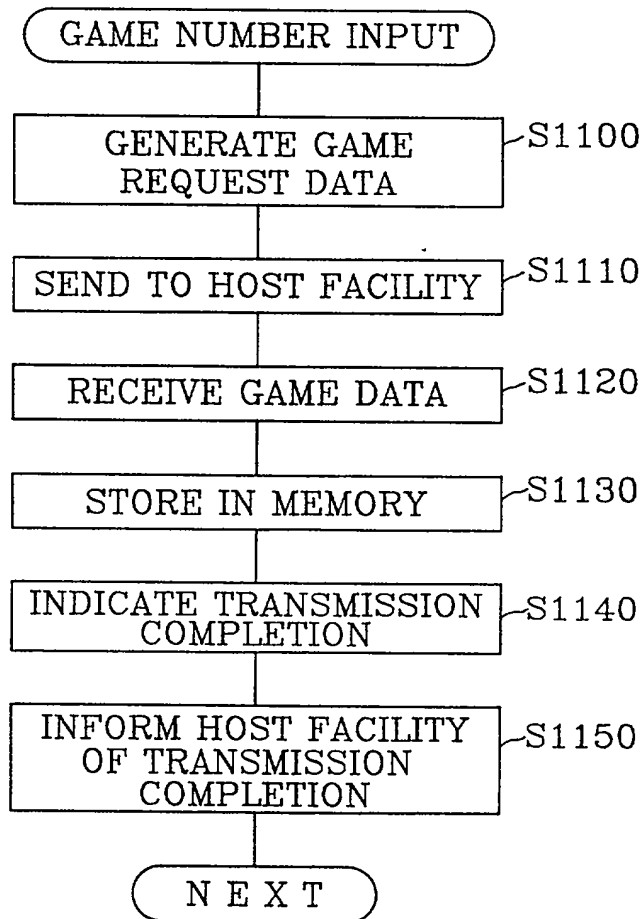 GAME NUMBER INPUT
GENERATE GAME
REQUEST DATA
S1100
SEND TO HOST FACILITY
S1110
RECEIVE GAME DATA
S1120
STORE IN MEMORY
S1130
INDICATE TRANSMISSION
COMPLETION
S1140
INFORM HOST FACILITY
OF TRANSMISSION
COMPLETION
S1150
NEXT